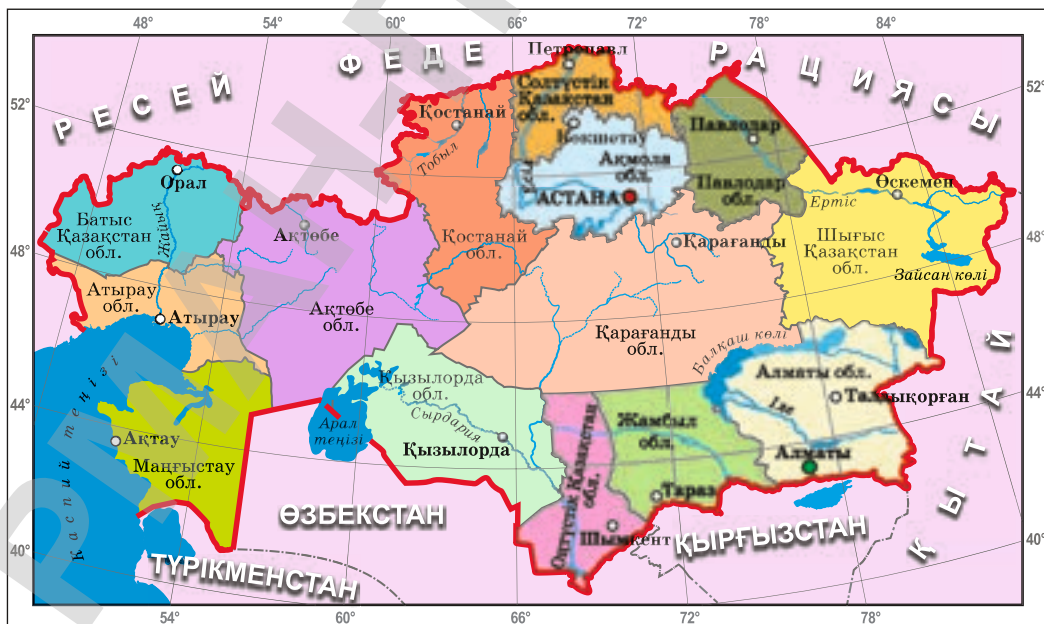 48° 54° 60° 66° 72° 78° 84°
РЕСЕЙ ФЕДЕРАЦИЯСЫ
52°
52°
48°
48°
44°
44°
40°
40°
Петропавл
Солтүстік
Қазақстан
обл.
Көкшетау
Қостанай
Тобыл
Қостанай
обл.
Есіл
Ақмола
обл.
АСТАНА
Павлодар
Павлодар
обл.
Ертіс
Өскемен
Шығыс
Қазақстан
обл.
Зайсан көлі
Орал
Батыс
Қазақстан
обл.
Жайық
Ақтөбе
Ақтөбе
обл.
Атырау
обл.
Атырау
Қарағанды
Қарағанды
обл.
Балқаш көлі
Алматы обл.
Талдықорған
Іле
Алматы
Каспий теңізі
Ақтау
Маңғыстау
обл.
Арал
теңізі
Қызылорда
обл.
Сырдария
Қызылорда
Оңтүстік Қазақстан
обл.
Шымкент
Жамбыл
обл.
Тараз
ӨЗБЕКСТАН
ТҮРІКМЕНСТАН
ҚЫРҒЫЗСТАН
ҚЫТАЙ
54° 60° 66° 72° 78°